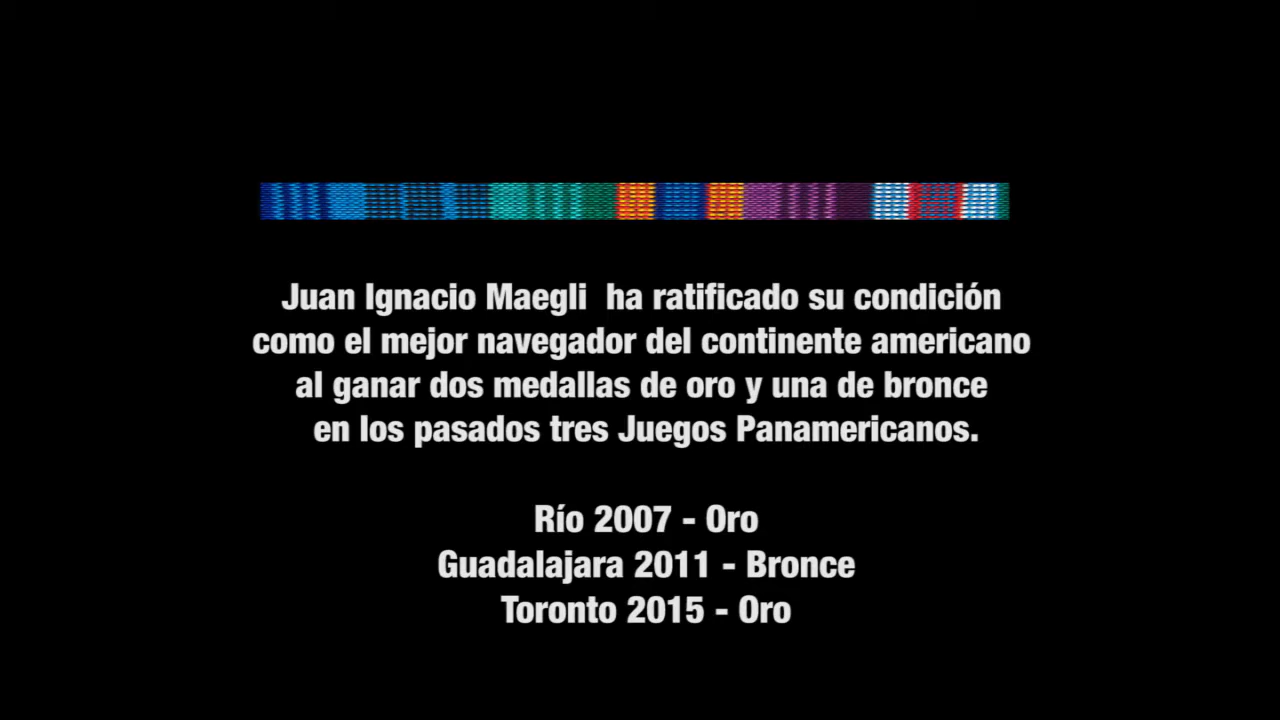 Juan Ignacio Maegli  ha ratificado su condición
como el mejor navegador del continente americano
al ganar dos medallas de oro y una de bronce
en los pasados tres Juegos Panamericanos.
Río 2007 - Oro
Guadalajara 2011 - Bronce
Toronto 2015 - Oro